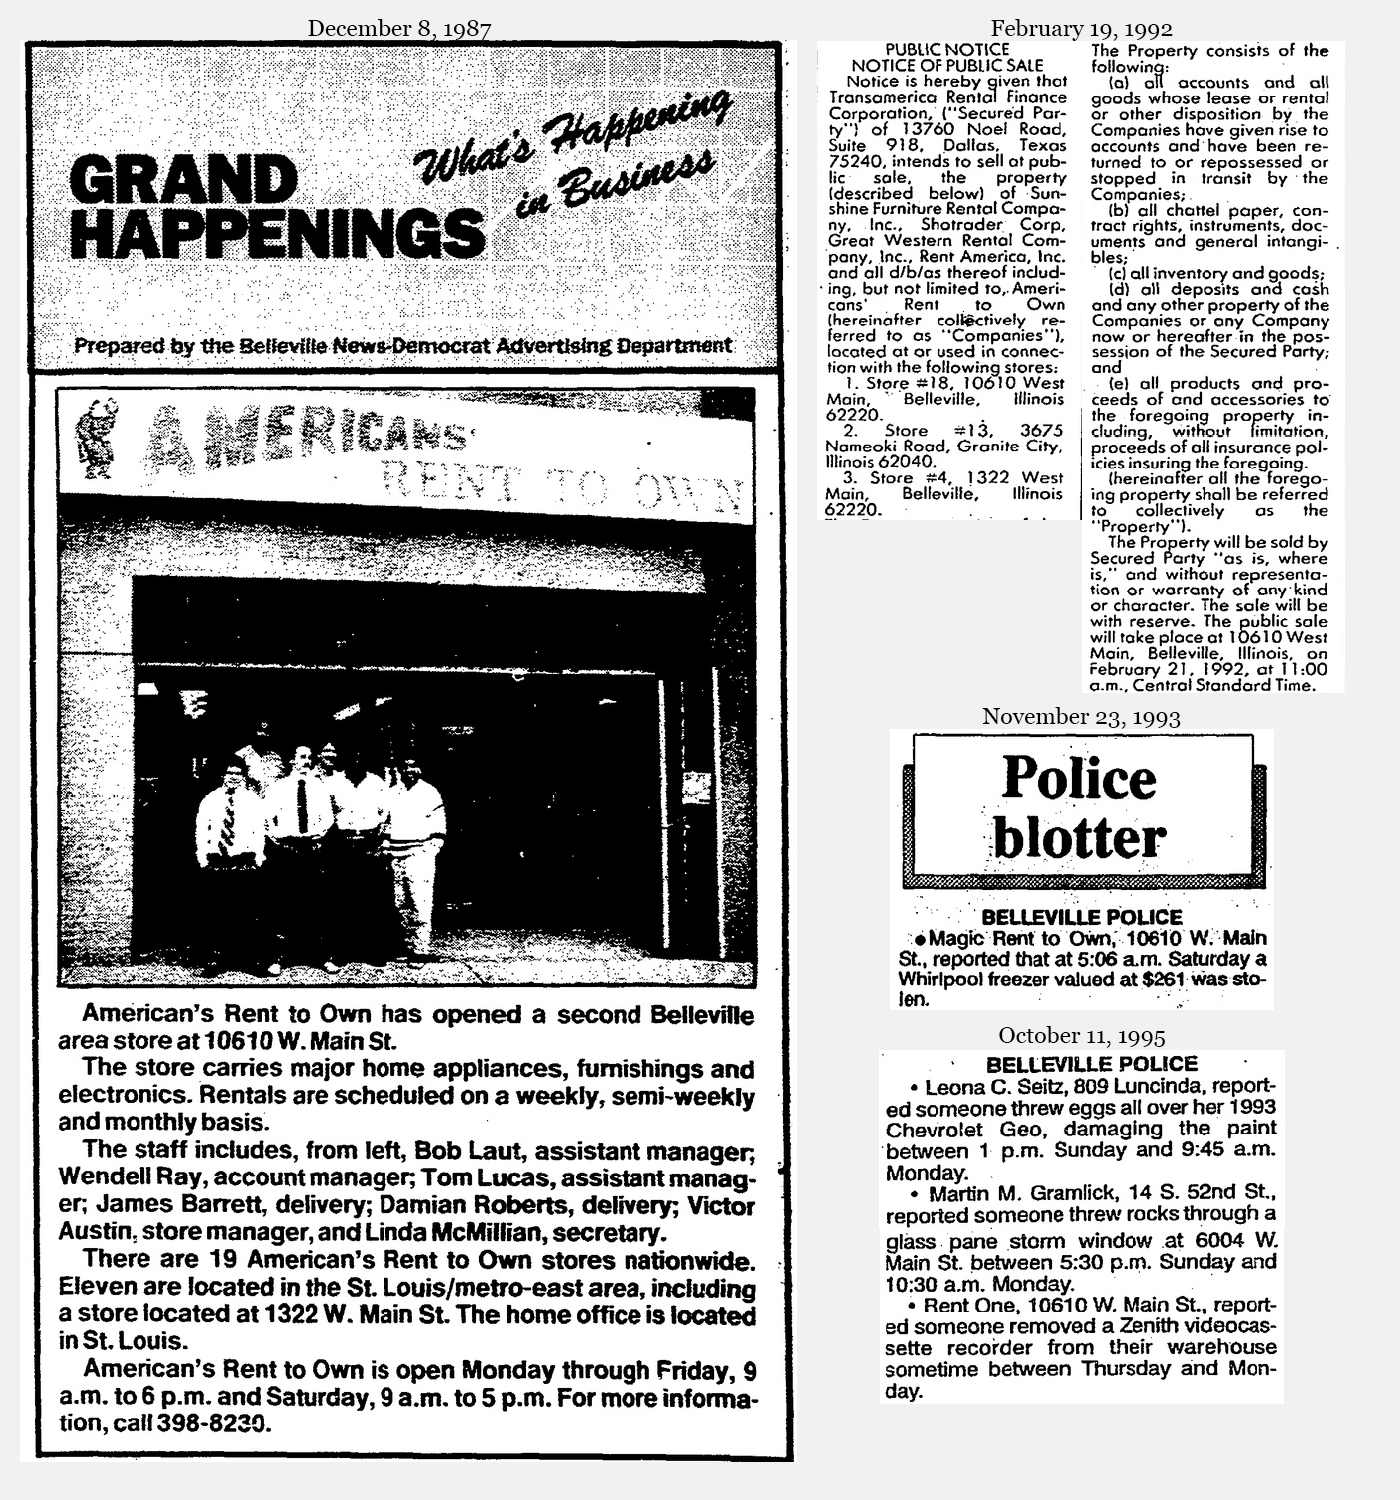 December 8, 1987
GRAND
HAPPENINGS
What's Happening
in Business
Prepared by the Belleville News-Democrat Advertising Department
AMERICANS'
RENT TO OWN
American's Rent to Own has opened a second Belleville
area store at 10610 W. Main St.
The store carries major home appliances, furnishings and
electronics. Rentals are scheduled on a weekly, semi-weekly
and monthly basis.
The staff includes, from left, Bob Laut, assistant manager;
Wendell Ray, account manager; Tom Lucas, assistant manag-
er; James Barrett, delivery; Damian Roberts, delivery; Victor
Austin, store manager, and Linda McMillian, secretary.
There are 19 American's Rent to Own stores nationwide.
Eleven are located in the St. Louis/metro-east area, including
a store located at 1322 W. Main St. The home office is located
in St. Louis.
American's Rent to Own is open Monday through Friday, 9
a.m. to 6 p.m. and Saturday, 9 a.m. to 5 p.m. For more informa-
tion, call 398-8230.
February 19, 1992
PUBLIC NOTICE
NOTICE OF PUBLIC SALE
Notice is hereby given that
Transamerica Rental Finance
Corporation, ("Secured Par-
ty") of 13760 Noel Road,
Suite 918, Dallas, Texas
75240, intends to sell at pub-
lic sale, the property
(described below) of Sun-
shine Furniture Rental Compa-
ny, Inc., Shotrader Corp,
Great Western Rental Com-
pany, Inc., Rent America, Inc.
and all d/b/as thereof includ-
ing, but not limited to, Ameri-
cans' Rent to Own
(hereinafter collectively re-
ferred to as "Companies"),
located at or used in connec-
tion with the following stores:
1. Store #18, 10610 West
Main, Belleville, Illinois
62220.
2. Store #13, 3675
Nameoki Road, Granite City,
Illinois 62040.
3. Store #4, 1322 West
Main, Belleville, Illinois
62220.
The Property consists of the
following:
(a) all accounts and all
goods whose lease or rental
or other disposition by the
Companies have given rise to
accounts and have been re-
turned to or repossessed or
stopped in transit by the
Companies;
(b) all chattel paper, con-
tract rights, instruments, doc-
uments and general intangi-
bles;
(c) all inventory and goods;
(d) all deposits and cash
and any other property of the
Companies or any Company
now or hereafter in the pos-
session of the Secured Party;
and
(e) all products and pro-
ceeds of and accessories to
the foregoing property in-
cluding, without limitation,
proceeds of all insurance pol-
icies insuring the foregoing.
(hereinafter all the forego-
ing property shall be referred
to collectively as the
"Property").
The Property will be sold by
Secured Party "as is, where
is," and without representa-
tion or warranty of any kind
or character. The sale will be
with reserve. The public sale
will take place at 10610 West
Main, Belleville, Illinois, on
February 21, 1992, at 11:00
a.m., Central Standard Time.
November 23, 1993
Police
blotter
BELLEVILLE POLICE
●Magic Rent to Own, 10610 W. Main
St., reported that at 5:06 a.m. Saturday a
Whirlpool freezer valued at $261 was sto-
len.
October 11, 1995
BELLEVILLE POLICE
• Leona C. Seitz, 809 Luncinda, report-
ed someone threw eggs all over her 1993
Chevrolet Geo, damaging the paint
between 1 p.m. Sunday and 9:45 a.m.
Monday.
• Martin M. Gramlick, 14 S. 52nd St.,
reported someone threw rocks through a
glass pane storm window at 6004 W.
Main St. between 5:30 p.m. Sunday and
10:30 a.m. Monday.
• Rent One, 10610 W. Main St., report-
ed someone removed a Zenith videocas-
sette recorder from their warehouse
sometime between Thursday and Mon-
day.